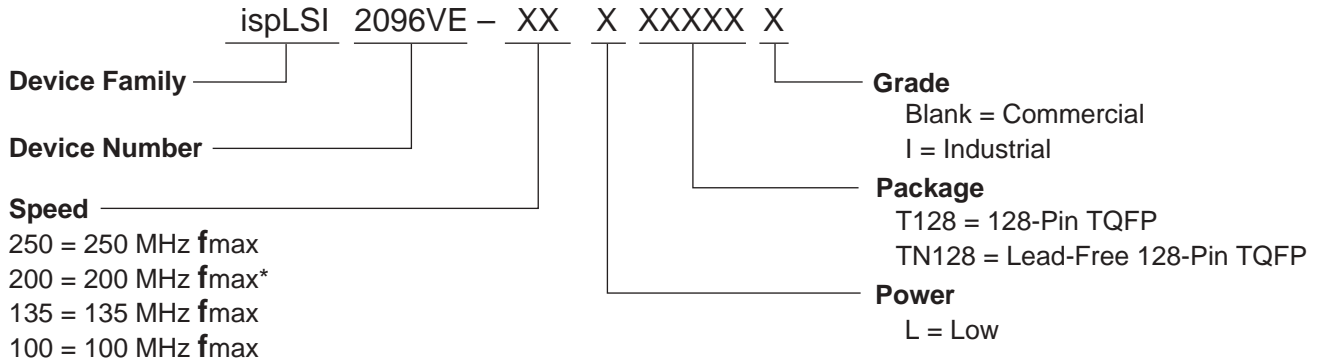 ispLSI 2096VE – XX X XXXXX X
Device Family
Device Number
Speed
250 = 250 MHz fmax
200 = 200 MHz fmax*
135 = 135 MHz fmax
100 = 100 MHz fmax
Grade
Blank = Commercial
I = Industrial
Package
T128 = 128-Pin TQFP
TN128 = Lead-Free 128-Pin TQFP
Power
L = Low